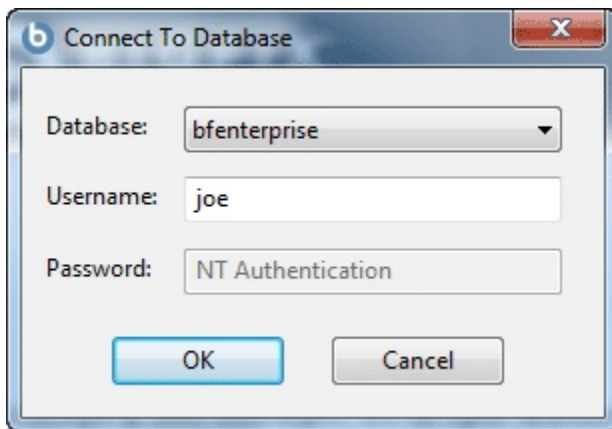 b Connect To Database
Database: bfenterprise
Username: joe
Password: NT Authentication
OK Cancel